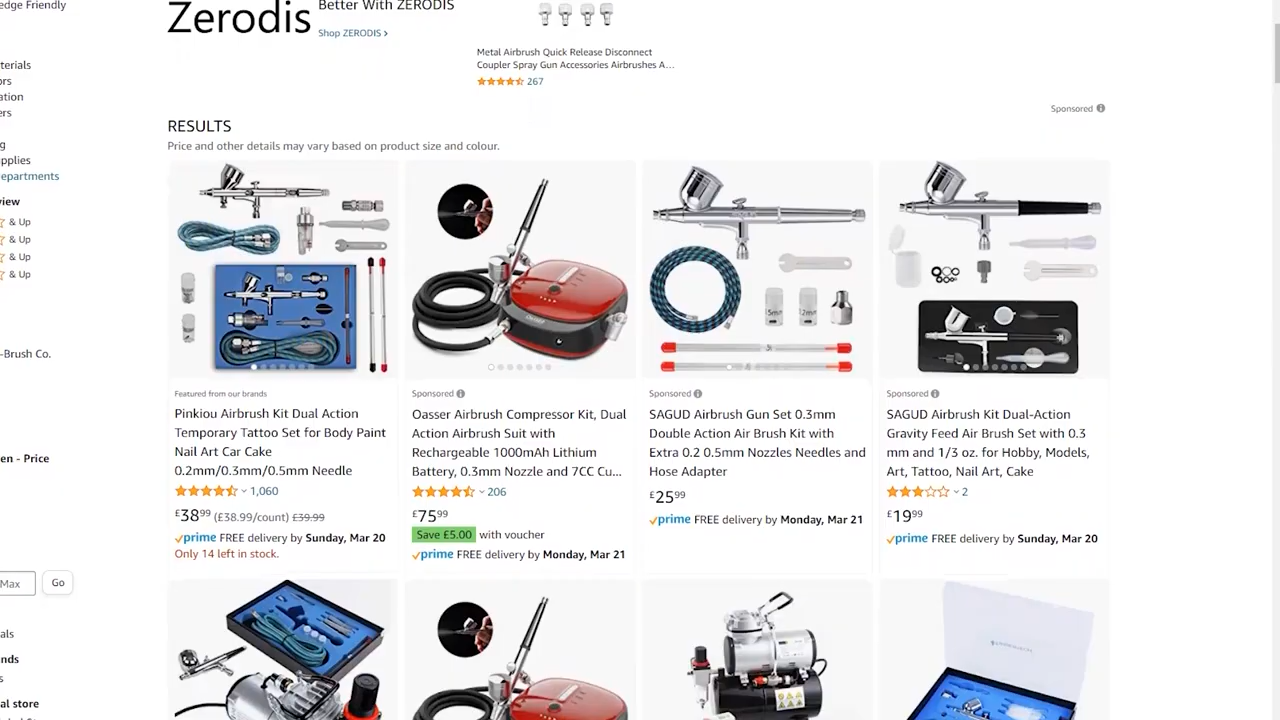 edge Friendly
Zerodis
Better With ZERODIS
Shop ZERODIS ›
Metal Airbrush Quick Release Disconnect
Coupler Spray Gun Accessories Airbrushes A…
267
Sponsored
terials
ors
ation
ers
g
pplies
epartments
view
& Up
& Up
& Up
& Up
-Brush Co.
en - Price
Max
Go
als
nds
s
al store
RESULTS
Price and other details may vary based on product size and colour.
Featured from our brands
Pinkiou Airbrush Kit Dual Action
Temporary Tattoo Set for Body Paint
Nail Art Car Cake
0.2mm/0.3mm/0.5mm Needle
1,060
£38.99 (£38.99/count) £39.99
prime FREE delivery by Sunday, Mar 20
Only 14 left in stock.
Sponsored
Oasser Airbrush Compressor Kit, Dual
Action Airbrush Suit with
Rechargeable 1000mAh Lithium
Battery, 0.3mm Nozzle and 7CC Cu…
206
£75.99
Save £5.00 with voucher
prime FREE delivery by Monday, Mar 21
Sponsored
SAGUD Airbrush Gun Set 0.3mm
Double Action Air Brush Kit with
Extra 0.2 0.5mm Nozzles Needles and
Hose Adapter
£25.99
prime FREE delivery by Monday, Mar 21
Sponsored
SAGUD Airbrush Kit Dual-Action
Gravity Feed Air Brush Set with 0.3
mm and 1/3 oz. for Hobby, Models,
Art, Tattoo, Nail Art, Cake
2
£19.99
prime FREE delivery by Sunday, Mar 20